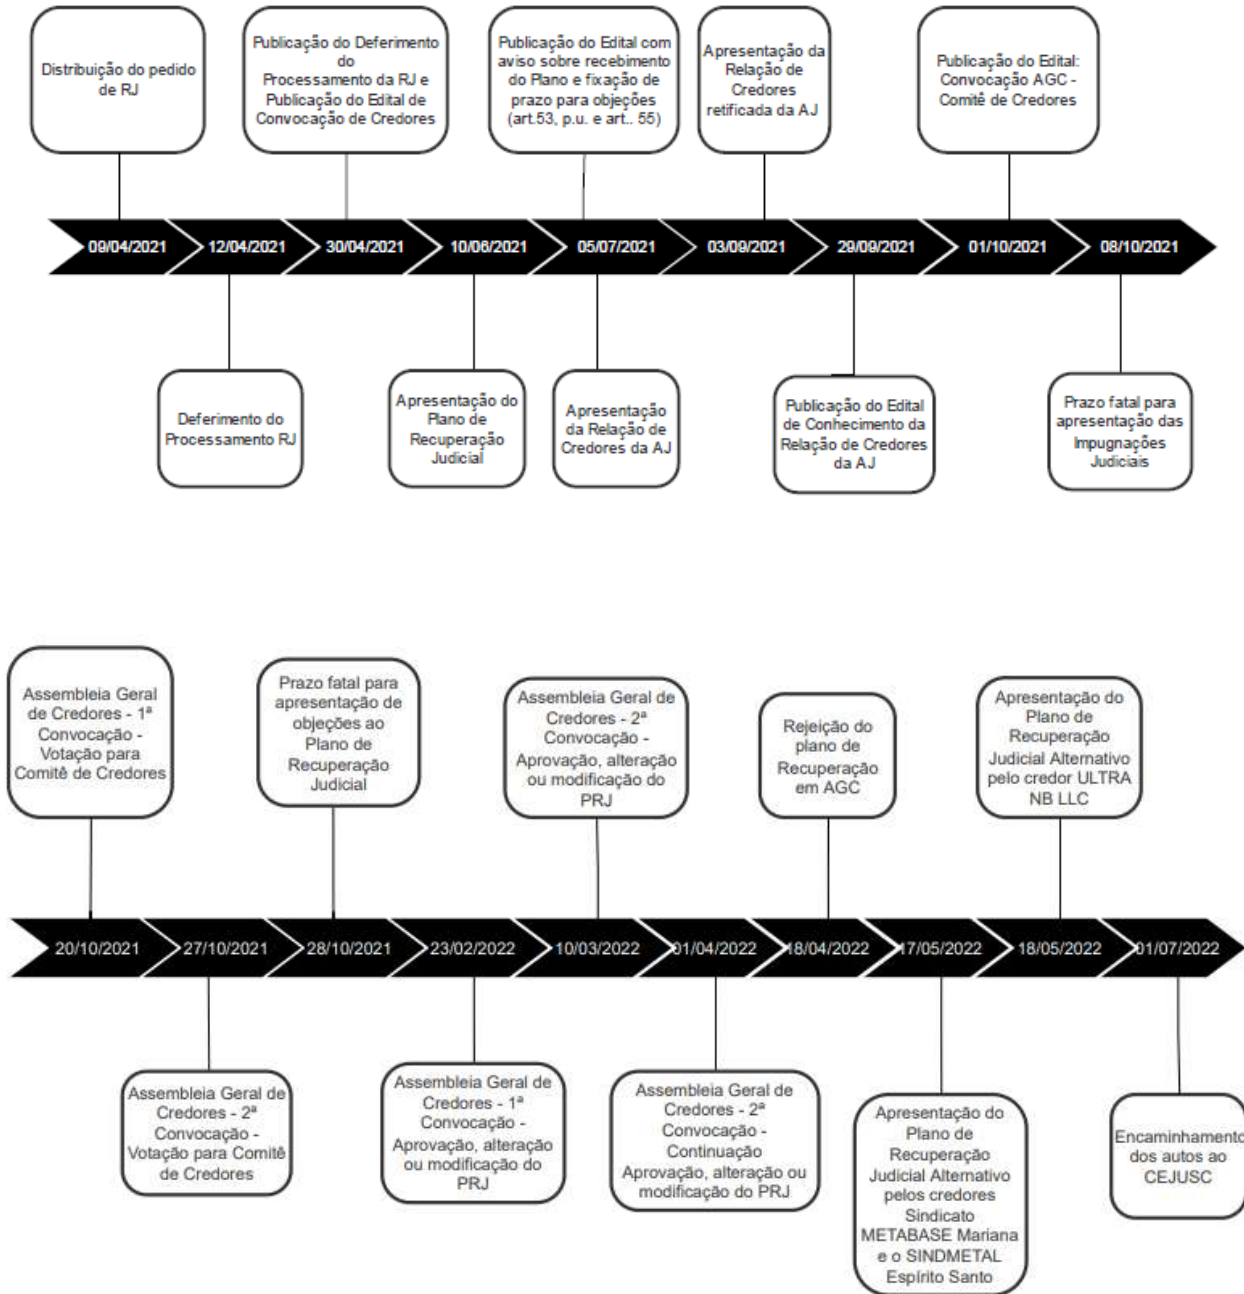 Distribuição do pedido
de RJ
Publicação do Deferimento
do
Processamento da RJ e
Publicação do Edital de
Convocação de Credores
Publicação do Edital com
aviso sobre recebimento
do Plano e fixação de
prazo para objeções
(art.53, p.u. e art.. 55)
Apresentação da
Relação de
Credores
retificada da AJ
Publicação do Edital:
Convocação AGC -
Comitê de Credores
09/04/2021
12/04/2021
30/04/2021
10/06/2021
05/07/2021
03/09/2021
29/09/2021
01/10/2021
08/10/2021
Deferimento do
Processamento RJ
Apresentação do
Plano de
Recuperação
Judicial
Apresentação
da Relação de
Credores da AJ
Publicação do Edital
de Conhecimento da
Relação de Credores
da AJ
Prazo fatal para
apresentação das
Impugnações
Judiciais
Assembleia Geral
de Credores - 1ª
Convocação -
Votação para
Comitê de Credores
Prazo fatal para
apresentação de
objeções ao
Plano de
Recuperação
Judicial
Assembleia Geral de
Credores - 2ª
Convocação -
Aprovação, alteração
ou modificação do
PRJ
Rejeição do
plano de
Recuperação
em AGC
Apresentação do
Plano de
Recuperação
Judicial Alternativo
pelo credor ULTRA
NB LLC
20/10/2021
27/10/2021
28/10/2021
23/02/2022
10/03/2022
01/04/2022
18/04/2022
17/05/2022
18/05/2022
01/07/2022
Assembleia Geral de
Credores - 2ª
Convocação -
Votação para Comitê
de Credores
Assembleia Geral de
Credores - 1ª
Convocação -
Aprovação, alteração
ou modificação do
PRJ
Assembleia Geral de
Credores - 2ª
Convocação -
Continuação
Aprovação, alteração ou
modificação do PRJ
Apresentação do
Plano de
Recuperação
Judicial Alternativo
pelos credores
Sindicato
METABASE Mariana
e o SINDMETAL
Espírito Santo
Encaminhamento
dos autos ao
CEJUSC